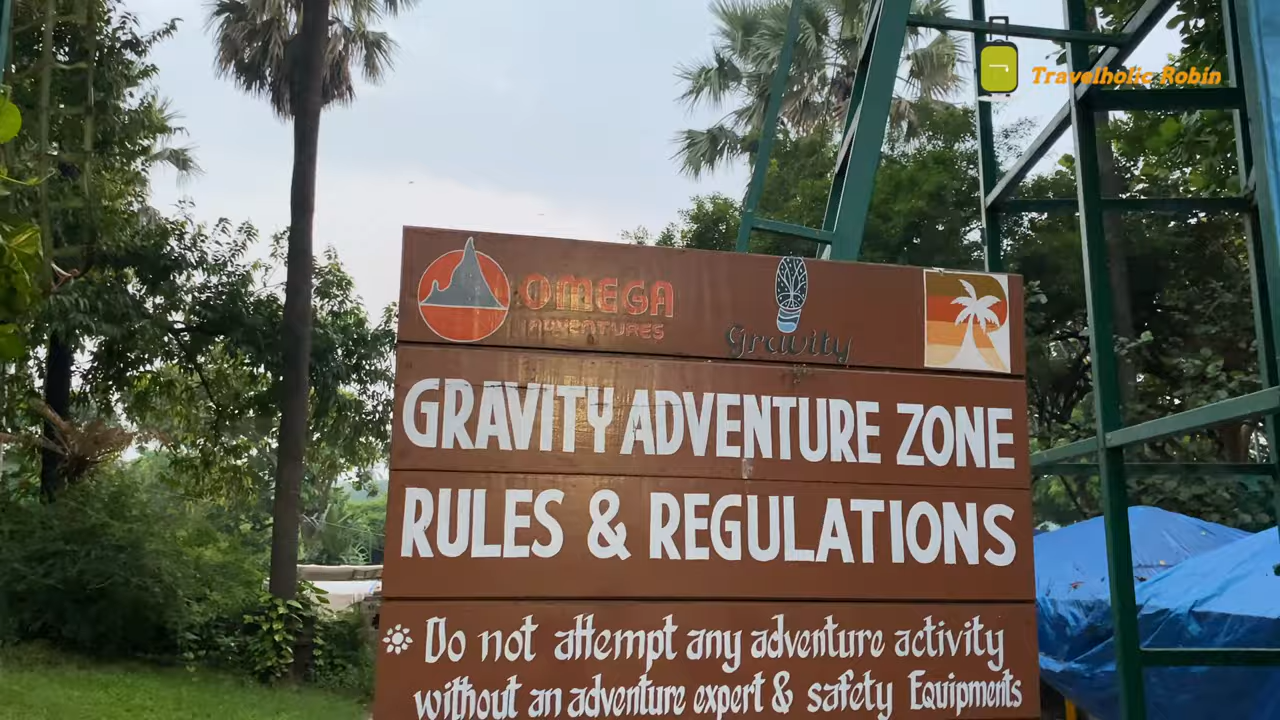 Travelholic Robin
OMEGA
ADVENTURES
Gravity
GRAVITY ADVENTURE ZONE
RULES & REGULATIONS
Do not attempt any adventure activity
without an adventure expert & safety Equipments